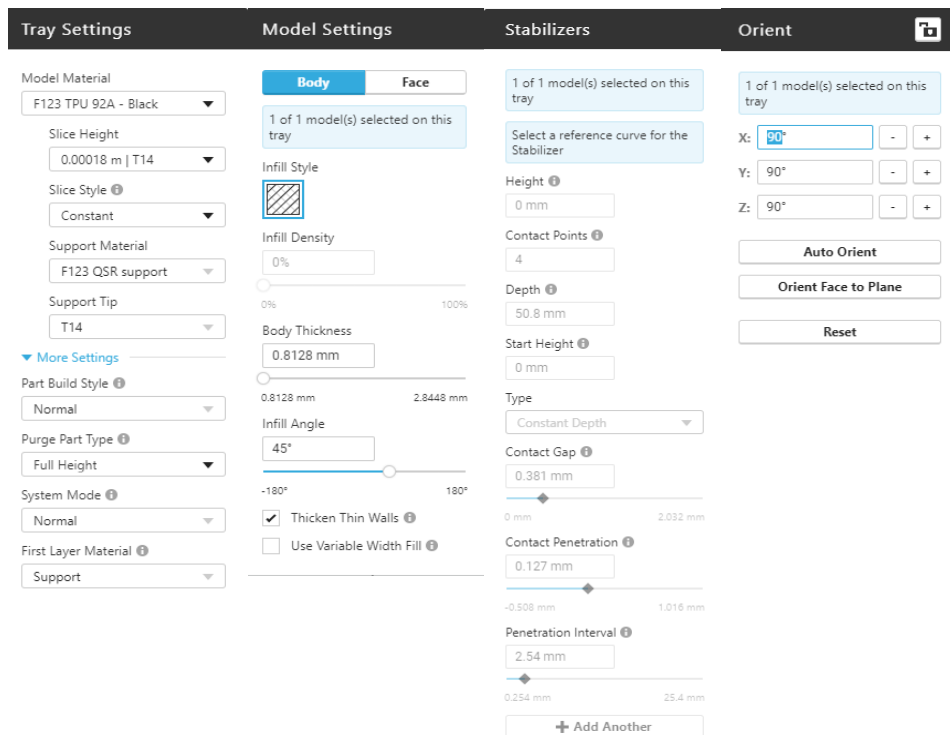 Tray Settings
Model Material
F123 TPU 92A - Black
Slice Height
0.00018 m | T14
Slice Style
Constant
Support Material
F123 QSR support
Support Tip
T14
More Settings
Part Build Style
Normal
Purge Part Type
Full Height
System Mode
Normal
First Layer Material
Support
Model Settings
Body Face
1 of 1 model(s) selected on this
tray
Infill Style
Infill Density
0%
0% 100%
Body Thickness
0.8128 mm
0.8128 mm 2.8448 mm
Infill Angle
45°
-180° 180°
Thicken Thin Walls
Use Variable Width Fill
Stabilizers
1 of 1 model(s) selected on this
tray
Select a reference curve for the
Stabilizer
Height
0 mm
Contact Points
4
Depth
50.8 mm
Start Height
0 mm
Type
Constant Depth
Contact Gap
0.381 mm
0 mm 2.032 mm
Contact Penetration
0.127 mm
-0.508 mm 1.016 mm
Penetration Interval
2.54 mm
0.254 mm 25.4 mm
+ Add Another
Orient
1 of 1 model(s) selected on this
tray
X: 90° - +
Y: 90° - +
Z: 90° - +
Auto Orient
Orient Face to Plane
Reset